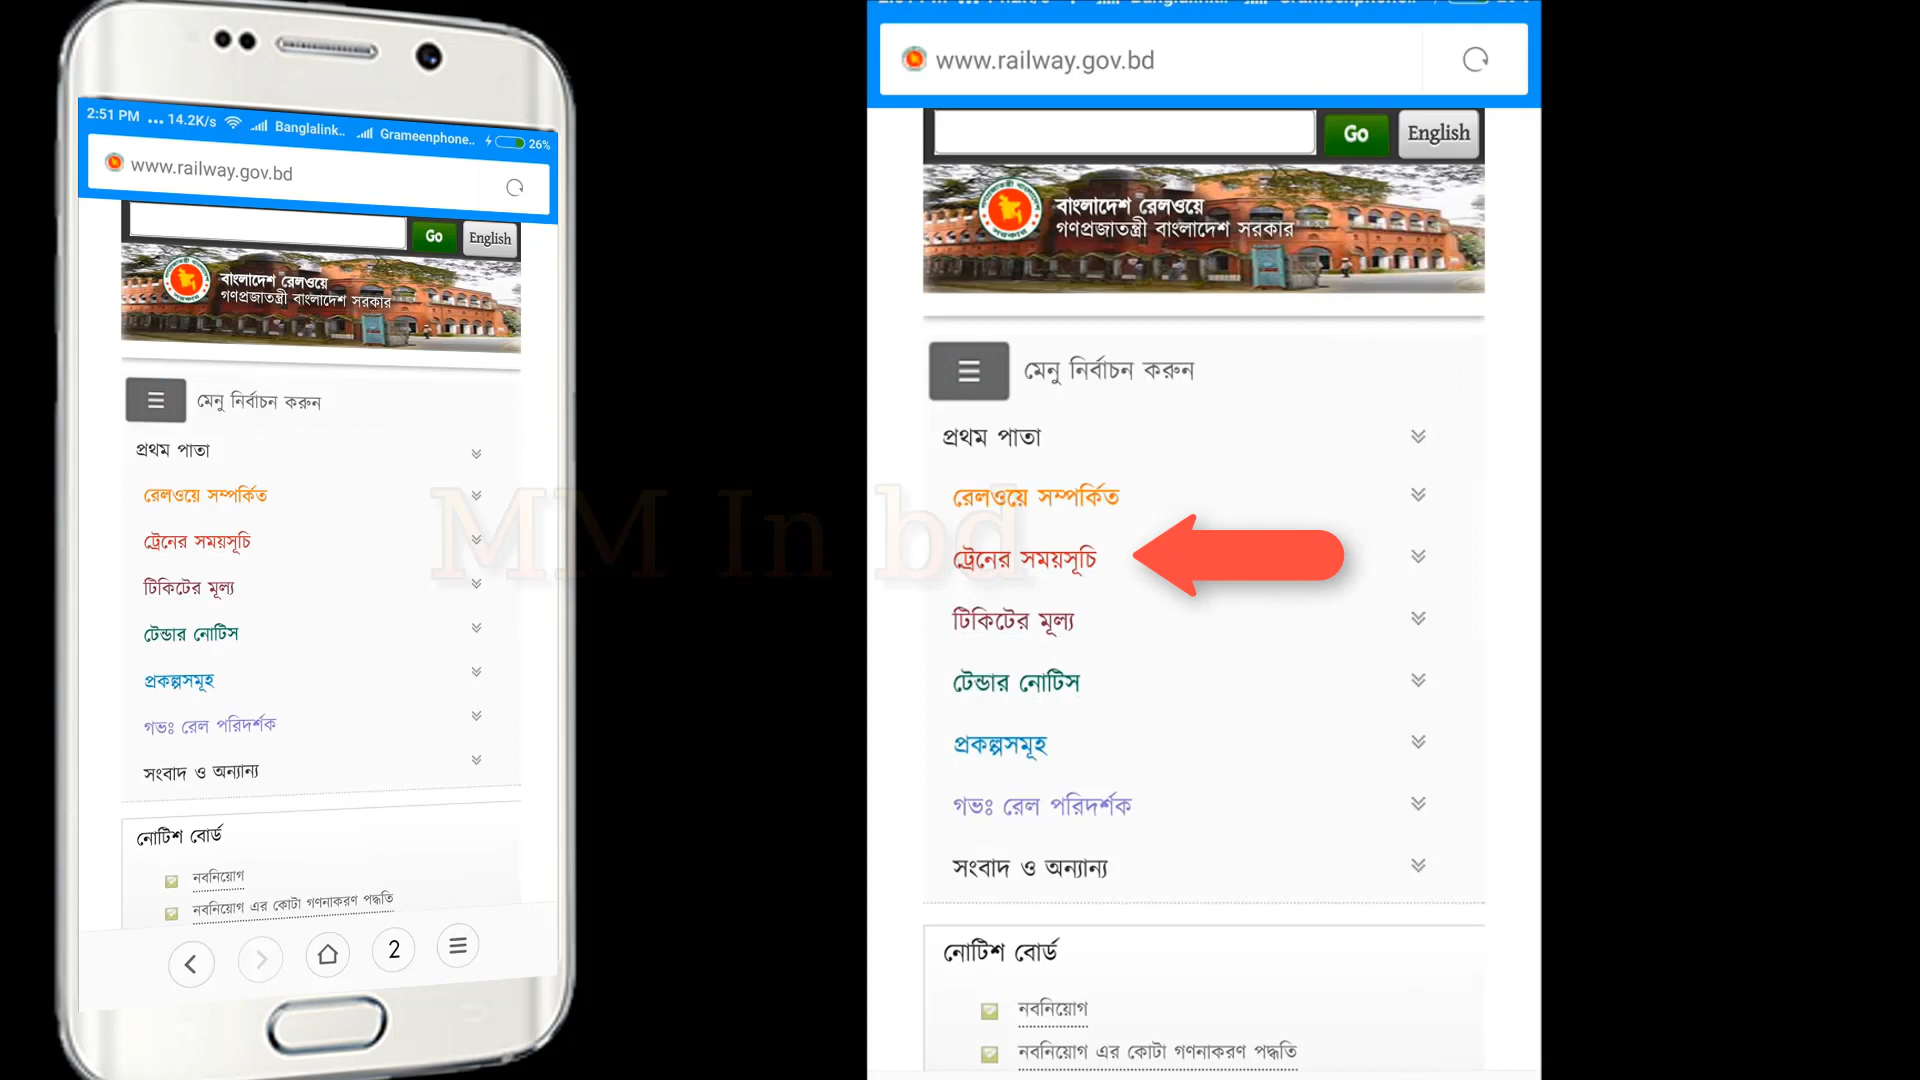 2:51 PM ... 14.2K/s Banglalink.. Grameenphone.. 26%
www.railway.gov.bd
Go English
বাংলাদেশ রেলওয়ে
গণপ্রজাতন্ত্রী বাংলাদেশ সরকার
মেনু নির্বাচন করুন
প্রথম পাতা
রেলওয়ে সম্পর্কিত
ট্রেনের সময়সূচি
টিকিটের মূল্য
টেন্ডার নোটিস
প্রকল্পসমূহ
গভঃ রেল পরিদর্শক
সংবাদ ও অন্যান্য
নোটিশ বোর্ড
নবনিয়োগ
নবনিয়োগ এর কোটা গণনাকরণ পদ্ধতি
2
MM In bd
www.railway.gov.bd
Go English
বাংলাদেশ রেলওয়ে
গণপ্রজাতন্ত্রী বাংলাদেশ সরকার
মেনু নির্বাচন করুন
প্রথম পাতা
রেলওয়ে সম্পর্কিত
ট্রেনের সময়সূচি
টিকিটের মূল্য
টেন্ডার নোটিস
প্রকল্পসমূহ
গভঃ রেল পরিদর্শক
সংবাদ ও অন্যান্য
নোটিশ বোর্ড
নবনিয়োগ
নবনিয়োগ এর কোটা গণনাকরণ পদ্ধতি